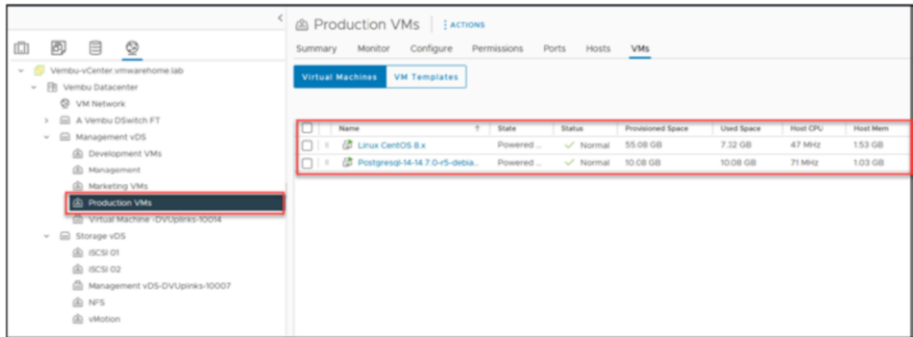 Production VMs
ACTIONS
Summary Monitor Configure Permissions Ports Hosts VMs
Virtual Machines VM Templates
Vembu-vCenter.vmwarehome.lab
Vembu Datacenter
VM Network
A Vembu DSwitch FT
Management vDS
Development VMs
Management
Marketing VMs
Production VMs
Virtual Machine -DVUplinks-10014
Storage vDS
iSCSI 01
iSCSI 02
Management vDS-DVUplinks-10007
NFS
vMotion
Name State Status Provisioned Space Used Space Host CPU Host Mem
Linux CentOS 8.x Powered ... Normal 55.08 GB 7.32 GB 47 MHz 1.53 GB
Postgresql-14-14.7.0-r5-debia... Powered ... Normal 10.08 GB 10.08 GB 71 MHz 1.03 GB